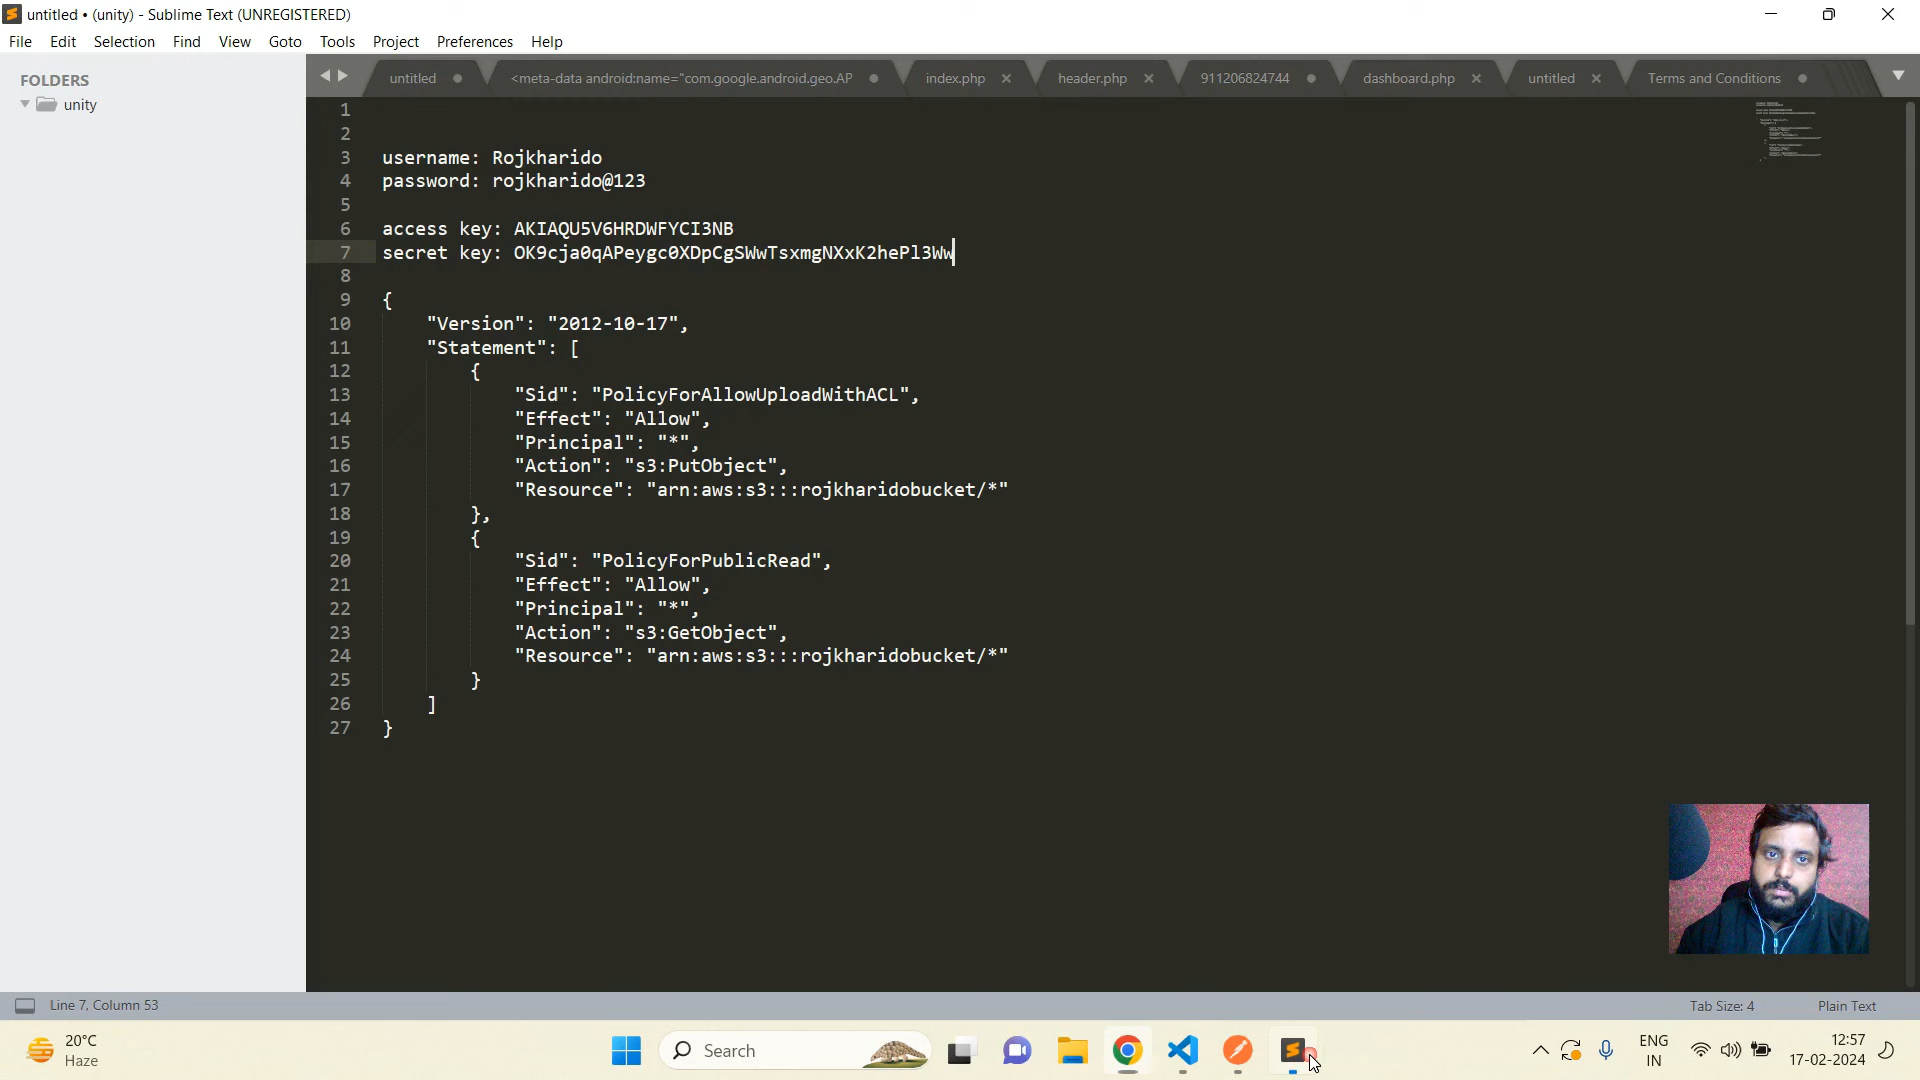 untitled • (unity) - Sublime Text (UNREGISTERED)
File Edit Selection Find View Goto Tools Project Preferences Help
FOLDERS
unity
untitled
<meta-data android:name="com.google.android.geo.AP
index.php
header.php
911206824744
dashboard.php
untitled
Terms and Conditions
1
2
3 username: Rojkharido
4 password: rojkharido@123
5
6 access key: AKIAQU5V6HRDWFYCI3NB
7 secret key: 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
8
9 {
10 "Version": "2012-10-17",
11 "Statement": [
12 {
13 "Sid": "PolicyForAllowUploadWithACL",
14 "Effect": "Allow",
15 "Principal": "*",
16 "Action": "s3:PutObject",
17 "Resource": "arn:aws:s3:::rojkharidobucket/*"
18 },
19 {
20 "Sid": "PolicyForPublicRead",
21 "Effect": "Allow",
22 "Principal": "*",
23 "Action": "s3:GetObject",
24 "Resource": "arn:aws:s3:::rojkharidobucket/*"
25 }
26 ]
27 }
Line 7, Column 53
Tab Size: 4
Plain Text
20°C
Haze
Search
ENG
IN
12:57
17-02-2024